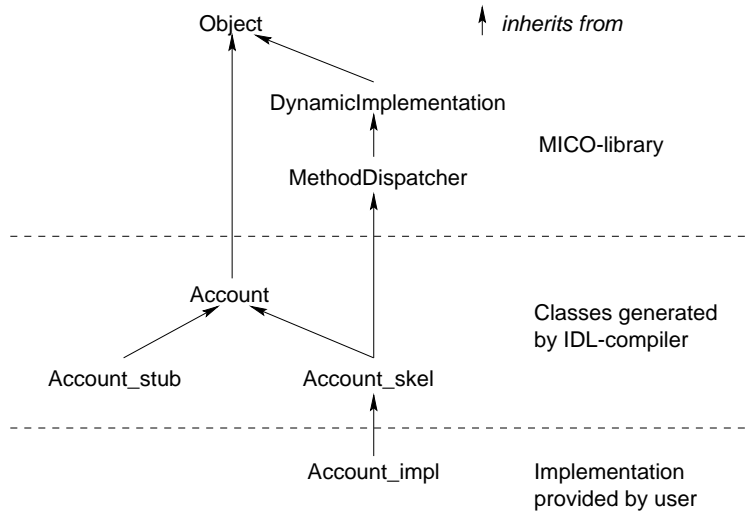 Object
inherits from
DynamicImplementation
MICO-library
MethodDispatcher
Account
Classes generated
by IDL-compiler
Account_stub
Account_skel
Account_impl
Implementation
provided by user